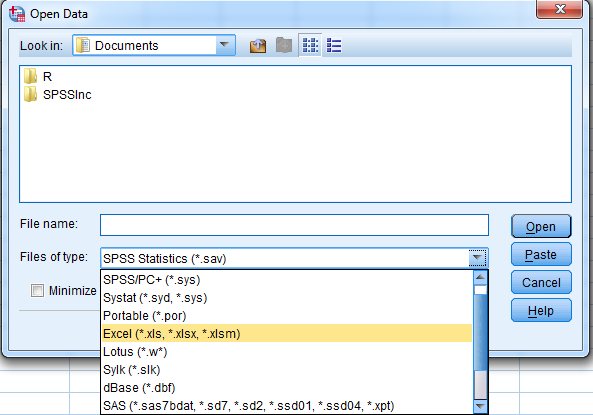 Open Data
Look in: Documents
R
SPSSInc
File name: Open
Files of type: SPSS Statistics (*.sav) Paste
Minimize Cancel
Help
SPSS/PC+ (*.sys)
Systat (*.syd, *.sys)
Portable (*.por)
Excel (*.xls, *.xlsx, *.xlsm)
Lotus (*.w*)
Sylk (*.slk)
dBase (*.dbf)
SAS (*.sas7bdat, *.sd7, *.sd2, *.ssd01, *.ssd04, *.xpt)